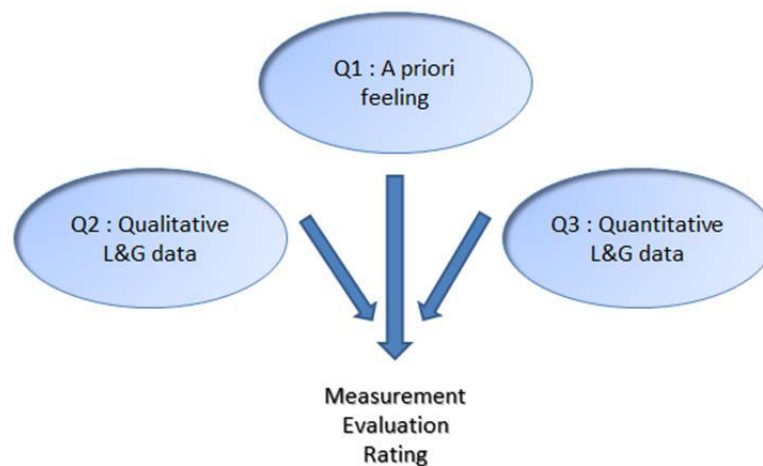 Q1 : A priori
feeling
Q2 : Qualitative
L&G data
Q3 : Quantitative
L&G data
Measurement
Evaluation
Rating